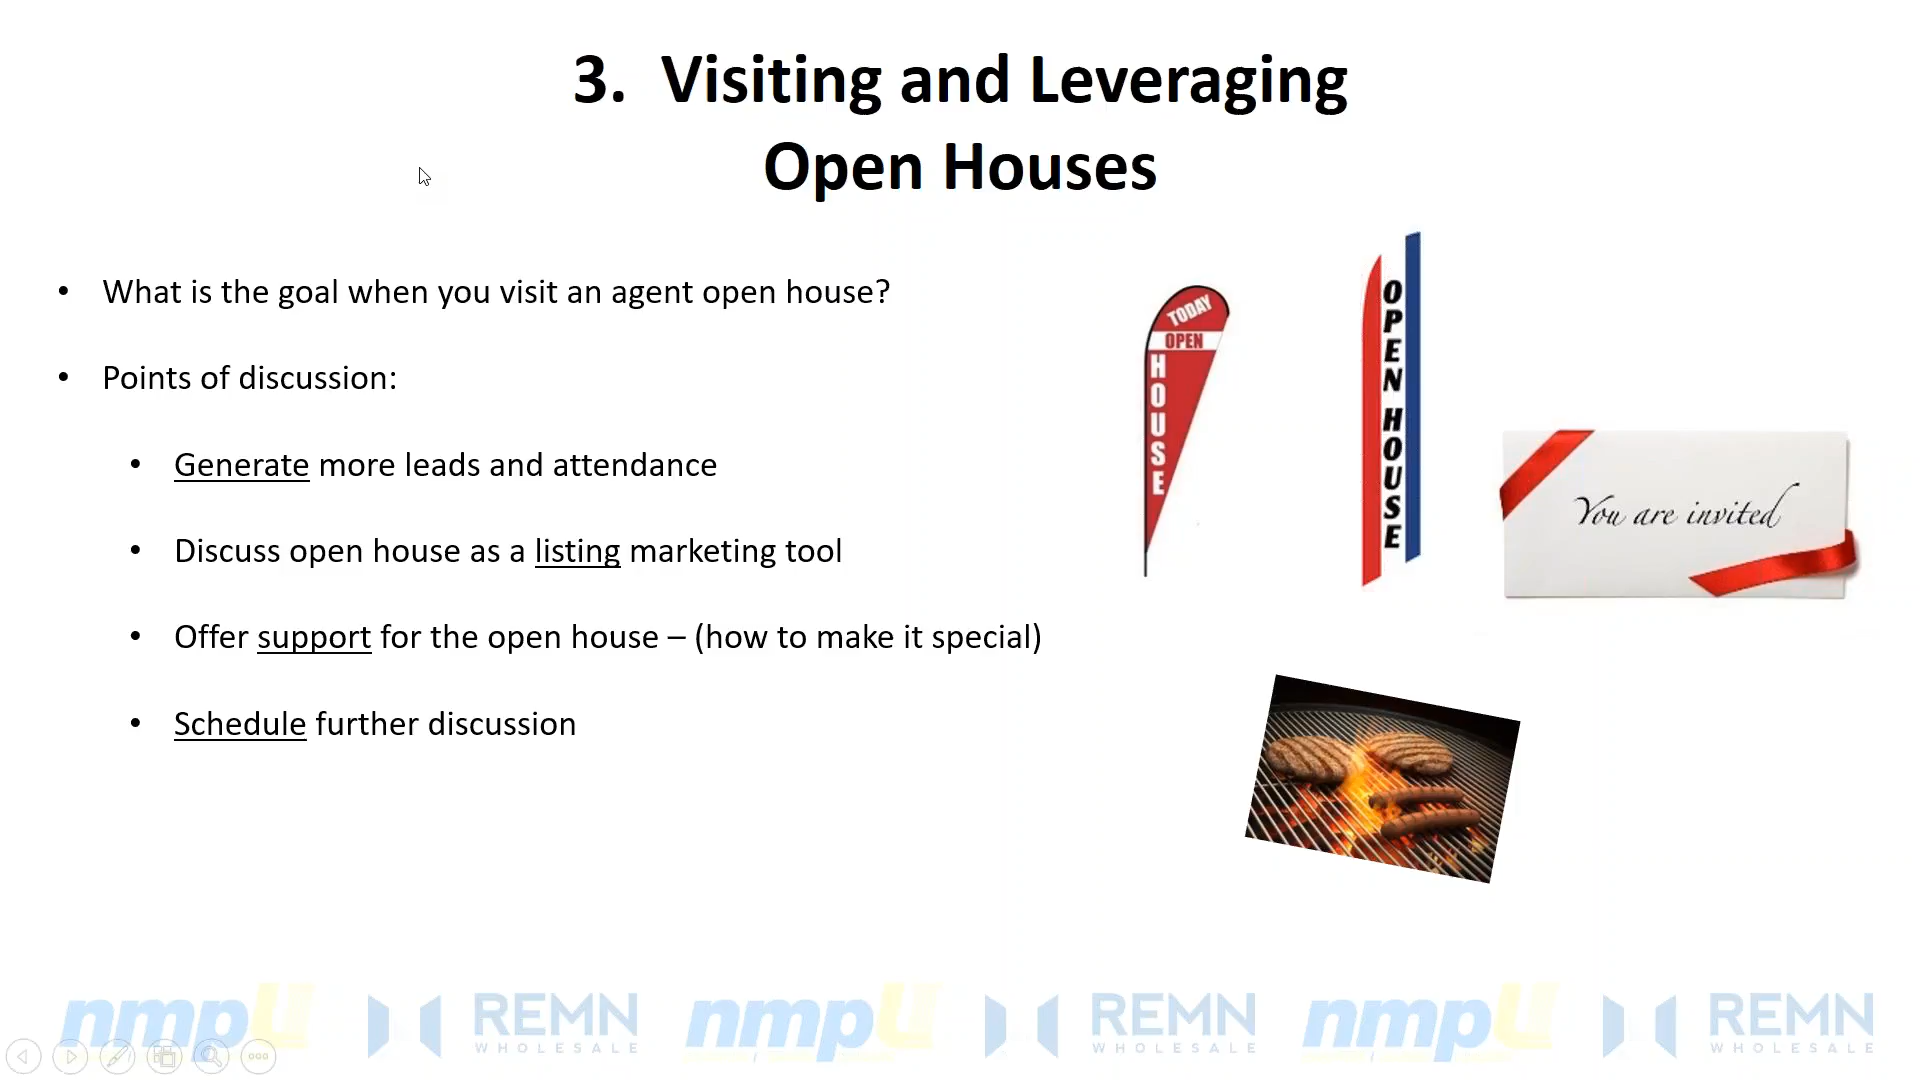 3. Visiting and Leveraging
Open Houses
• What is the goal when you visit an agent open house?
• Points of discussion:
• Generate more leads and attendance
• Discuss open house as a listing marketing tool
• Offer support for the open house – (how to make it special)
• Schedule further discussion
TODAY
OPEN
HOUSE
OPEN HOUSE
You are invited
nmpU
REMN
WHOLESALE
nmpU
REMN
WHOLESALE
nmpU
REMN
WHOLESALE